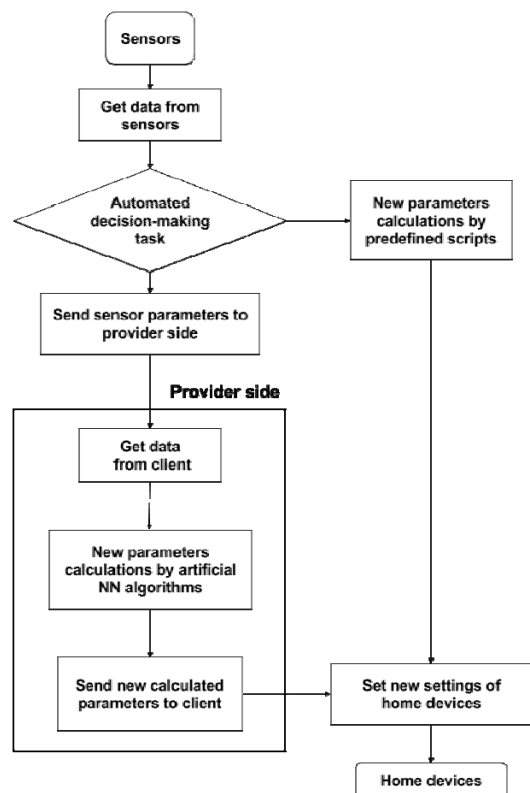 Sensors
Get data from
sensors
Automated
decision-making
task
New parameters
calculations by
predefined scripts
Send sensor parameters to
provider side
Provider side
Get data
from client
New parameters
calculations by artificial
NN algorithms
Send new calculated
parameters to client
Set new settings of
home devices
Home devices